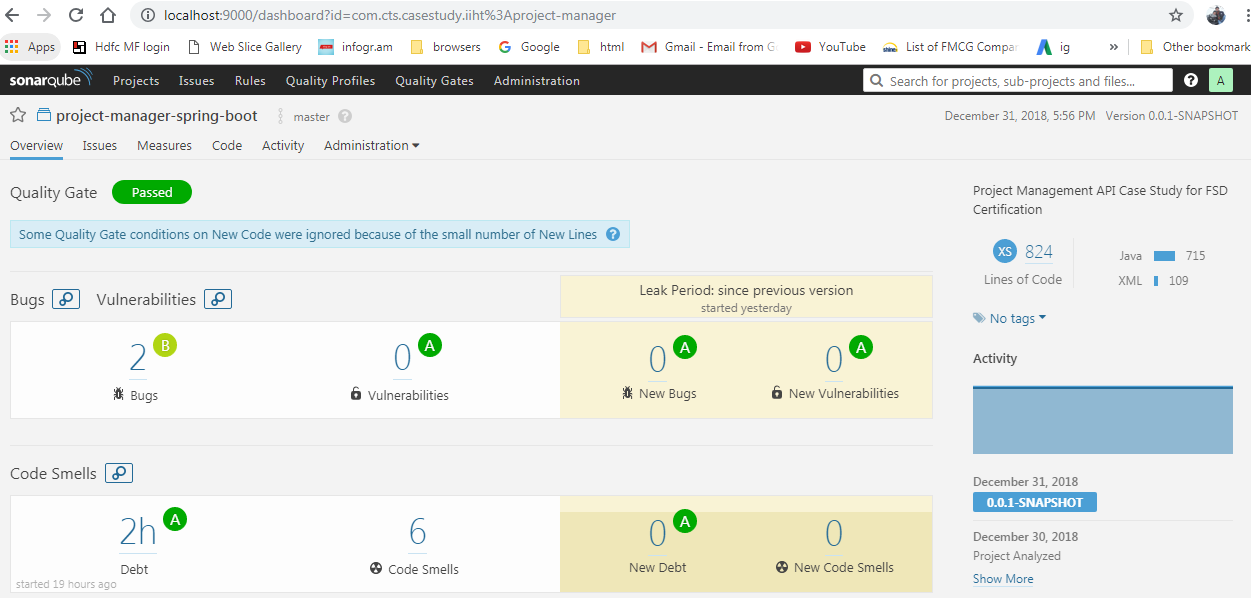 localhost:9000/dashboard?id=com.cts.casestudy.iiht%3Aproject-manager
Apps Hdfc MF login Web Slice Gallery infogr.am browsers Google html Gmail - Email from G YouTube List of FMCG Compar ig » Other bookmark
sonarqube Projects Issues Rules Quality Profiles Quality Gates Administration Search for projects, sub-projects and files... ? A
project-manager-spring-boot master ? December 31, 2018, 5:56 PM Version 0.0.1-SNAPSHOT
Overview Issues Measures Code Activity Administration
Quality Gate Passed
Some Quality Gate conditions on New Code were ignored because of the small number of New Lines ?
Bugs Vulnerabilities
Leak Period: since previous version
started yesterday
2 B
Bugs
0 A
Vulnerabilities
0 A
New Bugs
0 A
New Vulnerabilities
Code Smells
2h A
Debt
started 19 hours ago
6
Code Smells
0 A
New Debt
0
New Code Smells
Project Management API Case Study for FSD
Certification
XS 824
Lines of Code
Java 715
XML 109
No tags
Activity
December 31, 2018
0.0.1-SNAPSHOT
December 30, 2018
Project Analyzed
Show More